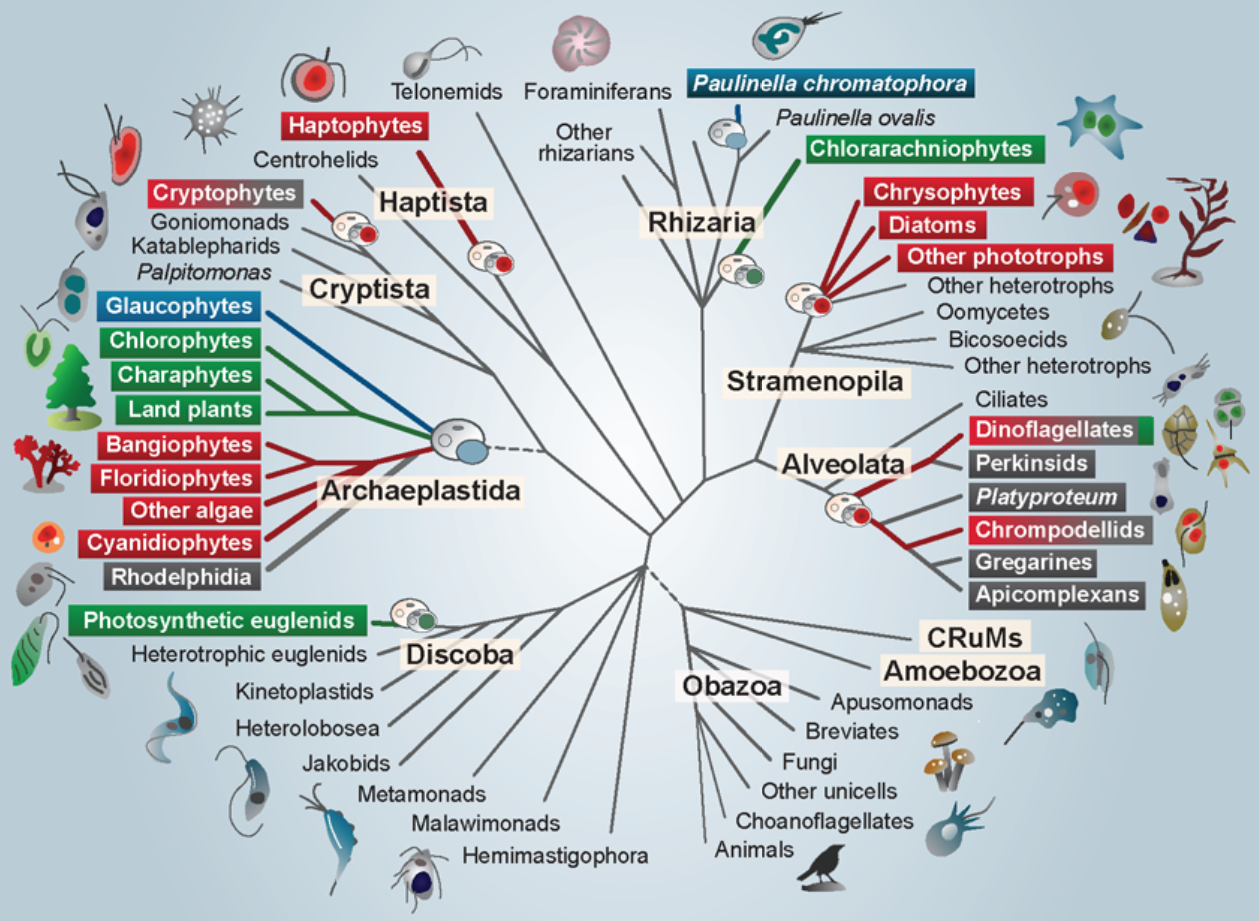 Telonemids
Foraminiferans
Paulinella chromatophora
Haptophytes
Other
rhizarians
Paulinella ovalis
Centrohelids
Chlorarachniophytes
Cryptophytes
Haptista
Rhizaria
Chrysophytes
Goniomonads
Diatoms
Katablepharids
Other phototrophs
Palpitomonas
Cryptista
Other heterotrophs
Glaucophytes
Oomycetes
Chlorophytes
Bicosoecids
Charaphytes
Stramenopila
Other heterotrophs
Land plants
Ciliates
Bangiophytes
Dinoflagellates
Floridiophytes
Archaeplastida
Alveolata
Perkinsids
Other algae
Platyproteum
Cyanidiophytes
Chrompodellids
Rhodelphidia
Gregarines
Apicomplexans
Photosynthetic euglenids
Heterotrophic euglenids
Discoba
CRuMs
Amoebozoa
Kinetoplastids
Obazoa
Apusomonads
Heterolobosea
Breviates
Jakobids
Fungi
Metamonads
Other unicells
Malawimonads
Choanoflagellates
Hemimastigophora
Animals